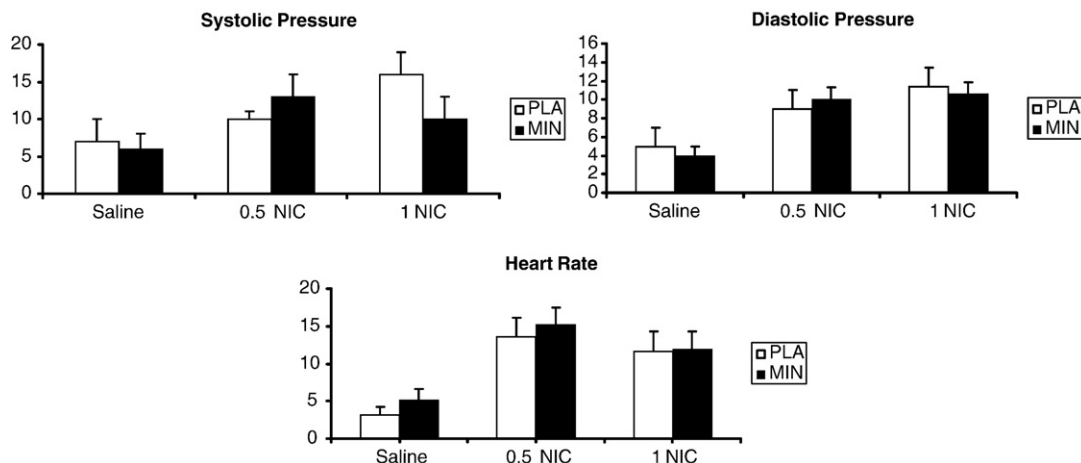 Systolic Pressure
20
15
10
5
0
Saline
0.5 NIC
1 NIC
PLA
MIN
Diastolic Pressure
16
14
12
10
8
6
4
2
0
Saline
0.5 NIC
1 NIC
PLA
MIN
Heart Rate
20
15
10
5
0
Saline
0.5 NIC
1 NIC
PLA
MIN